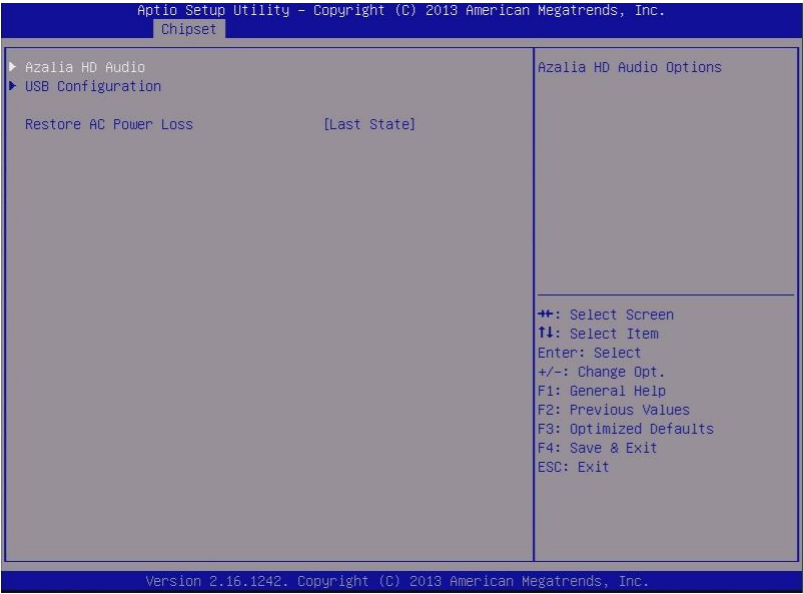 Aptio Setup Utility – Copyright (C) 2013 American Megatrends, Inc.
Chipset
Azalia HD Audio
USB Configuration
Restore AC Power Loss [Last State]
Azalia HD Audio Options
→←: Select Screen
↑↓: Select Item
Enter: Select
+/-: Change Opt.
F1: General Help
F2: Previous Values
F3: Optimized Defaults
F4: Save & Exit
ESC: Exit
Version 2.16.1242. Copyright (C) 2013 American Megatrends, Inc.